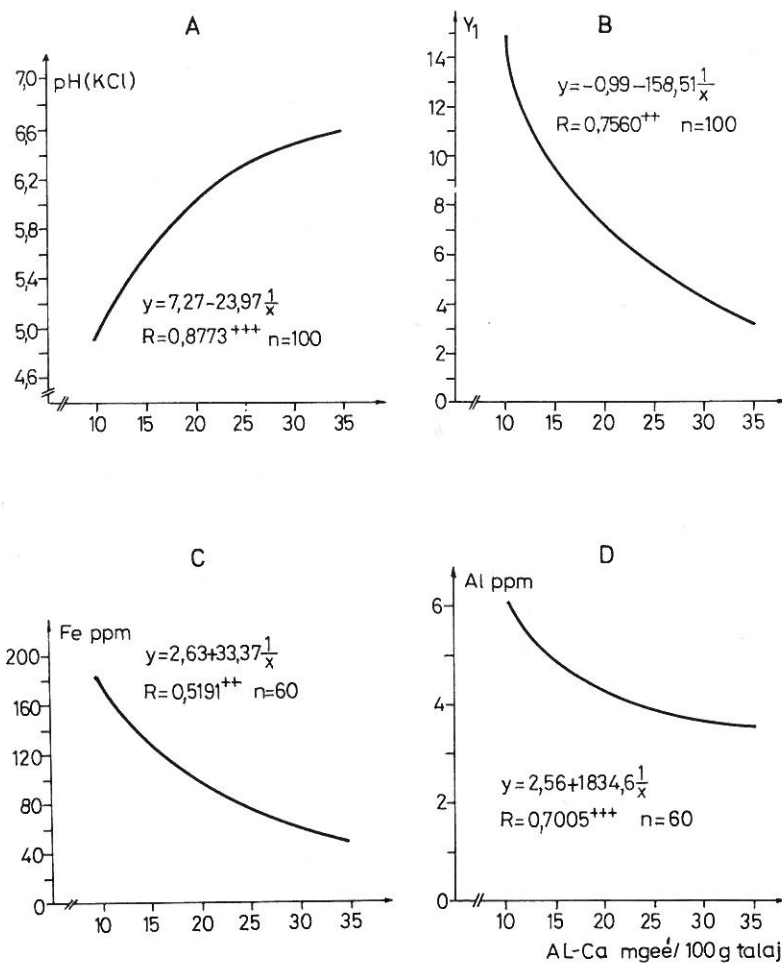 A
pH(KCl)
7,0
6,6
6,2
5,8
5,4
5,0
4,6
y=7,27-23,97 1/x
R=0,8773+++ n=100
10 15 20 25 30 35
B
Y1
14
12
10
8
6
4
2
0
y=-0,99-158,51 1/x
R=0,7560++ n=100
10 15 20 25 30 35
C
Fe ppm
200
160
120
80
40
0
y=2,63+33,37 1/x
R=0,5191++ n=60
10 15 20 25 30 35
D
Al ppm
6
4
2
0
y=2,56+1834,6 1/x
R=0,7005+++ n=60
10 15 20 25 30 35
AL-Ca mgeé/100 g talaj